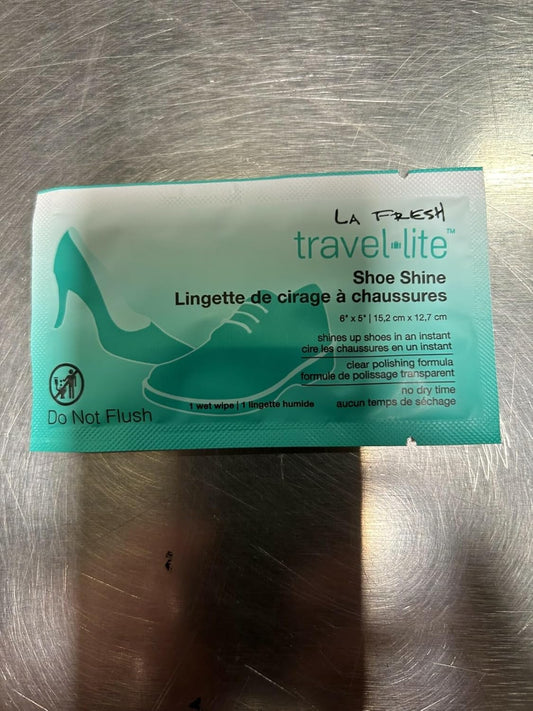 LA FRESH
travel lite™
Shoe Shine
Lingette de cirage à chaussures
6" x 5" | 15,2 cm x 12,7 cm
shines up shoes in an instant
cire les chaussures en un instant
clear polishing formula
formule de polissage transparent
no dry time
aucun temps de séchage
1 wet wipe | 1 lingette humide
Do Not Flush